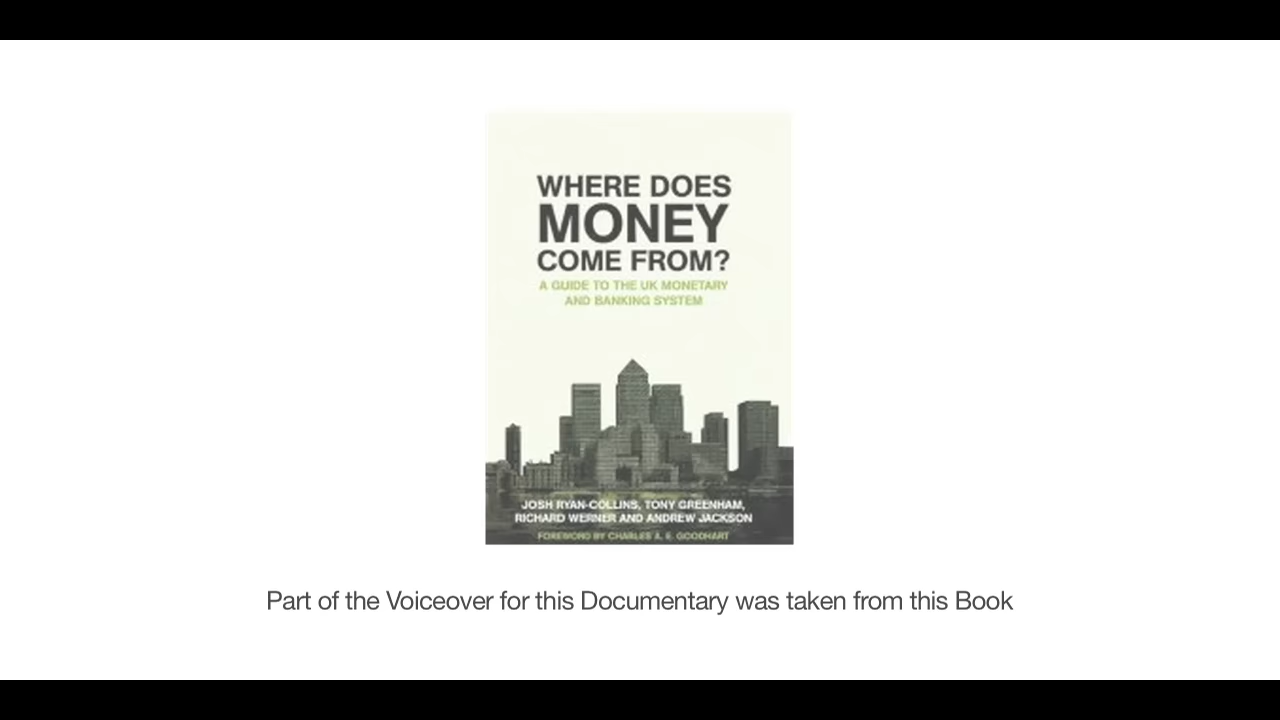 WHERE DOES
MONEY
COME FROM?
A GUIDE TO THE UK MONETARY
AND BANKING SYSTEM
JOSH RYAN-COLLINS, TONY GREENHAM,
RICHARD WERNER AND ANDREW JACKSON
FOREWORD BY CHARLES A. E. GOODHART
Part of the Voiceover for this Documentary was taken from this Book